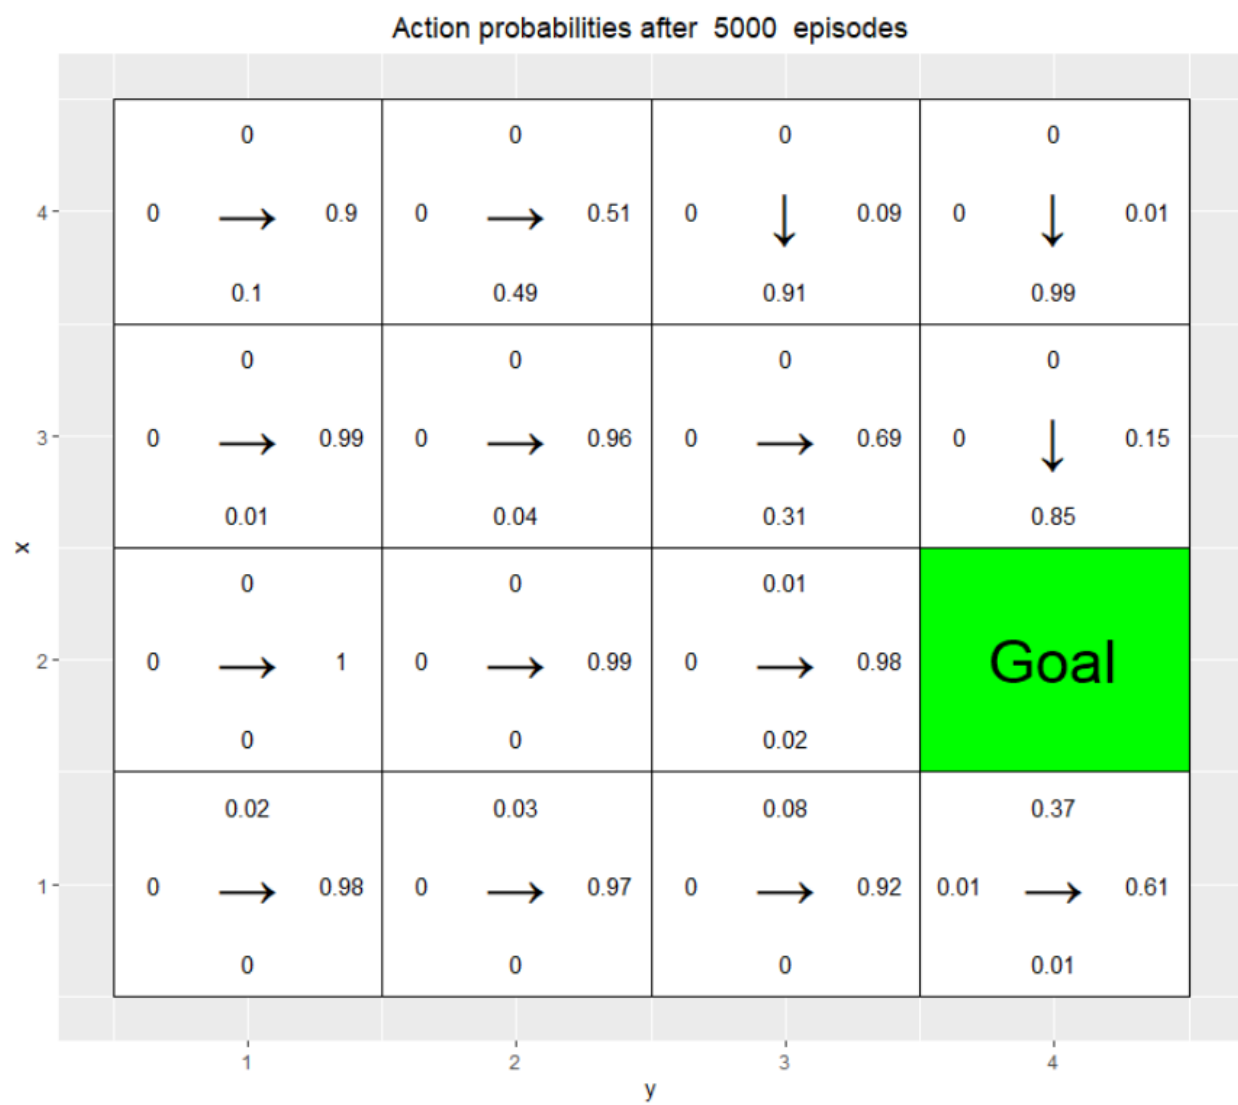 Action probabilities after 5000 episodes
0 0 0 0
4 0 → 0.9 0 → 0.51 0 ↓ 0.09 0 ↓ 0.01
0.1 0.49 0.91 0.99
0 0 0 0
3 0 → 0.99 0 → 0.96 0 → 0.69 0 ↓ 0.15
0.01 0.04 0.31 0.85
x
0 0 0.01
2 0 → 1 0 → 0.99 0 → 0.98 Goal
0 0 0.02
0.02 0.03 0.08 0.37
1 0 → 0.98 0 → 0.97 0 → 0.92 0.01 → 0.61
0 0 0 0.01
1 2 3 4
y